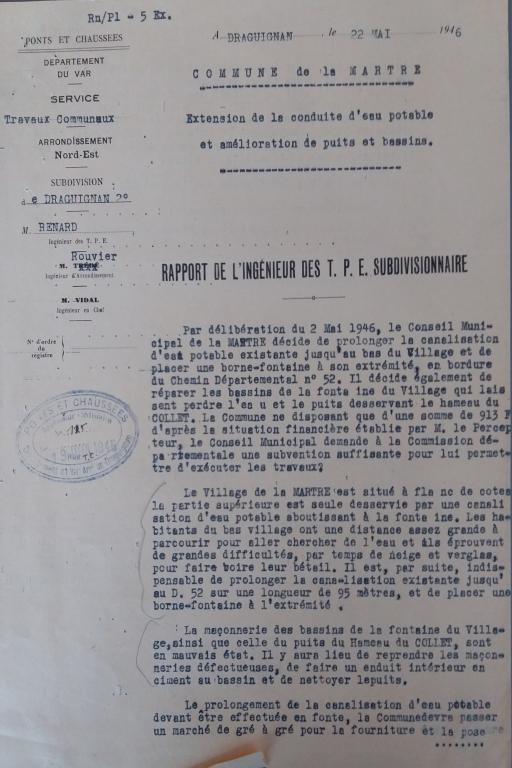 Rn/Pl - 5 Ex.
PONTS ET CHAUSSÉES
DÉPARTEMENT
DU VAR
SERVICE
Travaux Communaux
ARRONDISSEMENT
Nord-Est
SUBDIVISION
de DRAGUIGNAN 2°
M. RENARD
Ingénieur des T. P. E.
Rouvier
M.
Ingénieur d'Arrondissement
M. VIDAL
Ingénieur en Chef
N° d'ordre
du
registre
PONTS ET CHAUSSÉES
A DRAGUIGNAN, le 22 MAI 1946
COMMUNE de la MARTRE
Extension de la conduite d'eau potable
et amélioration de puits et bassins.
RAPPORT DE L'INGÉNIEUR DES T. P. E. SUBDIVISIONNAIRE
Par délibération du 2 Mai 1946, le Conseil Muni-
cipal de la MARTRE décide de prolonger la canalisation
d'eau potable existante jusqu'au bas du Village et de
placer une borne-fontaine à son extrémité, en bordure
du Chemin Départemental n° 52. Il décide également de
réparer les bassins de la fonta ine du Village qui lais
sent perdre l'ea u et le puits desservant le hameau du
COLLET. La Commune ne disposant que d'une somme de 913 F
d'après la situation financière établie par M. le Percep
teur, le Conseil Municipal demande à la Commission dé-
pa rtementale une subvention suffisante pour lui permet-
tre d'exécuter les travaux?
Le Village de la MARTRE est situé à fla nc de cotes
la partie supérieure est seule desservie par une canali
sation d'eau potable aboutissant à la fonta ine. Les ha-
bitants du bas village ont une distance assez grande à
parcourir pour aller chercher de l'eau et ils éprouvent
de grandes difficultés, par temps de neige et verglas,
pour faire boire leur bétail. Il est, par suite, indis-
pensable de prolonger la cana-lisation existante jusqu'
au D. 52 sur une longueur de 95 mètres, et de placer une
borne-fontaine à l'extrémité .
La maçonnerie des bassins de la fontaine du Villa-
ge,ainsi que celle du puits du Hameau du COLLET, sont
en mauvais état. Il y aura lieu de reprendre les maçon-
neries défectueuses, de faire un enduit intérieur en
ciment au bassin et de nettoyer lepuits.
Le prolongement de la canalisation d'eau potable
devant être effectuée en fonte, la Communedevra passer
un marché de gré à gré pour la fourniture et la pose